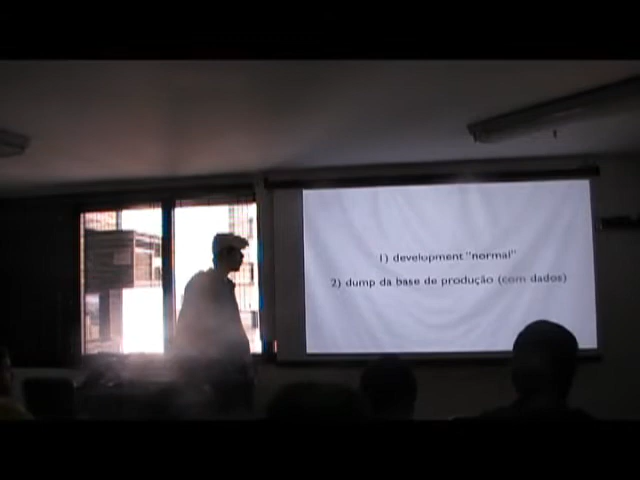 1) development "normal"
2) dump da base de produção (com dados)